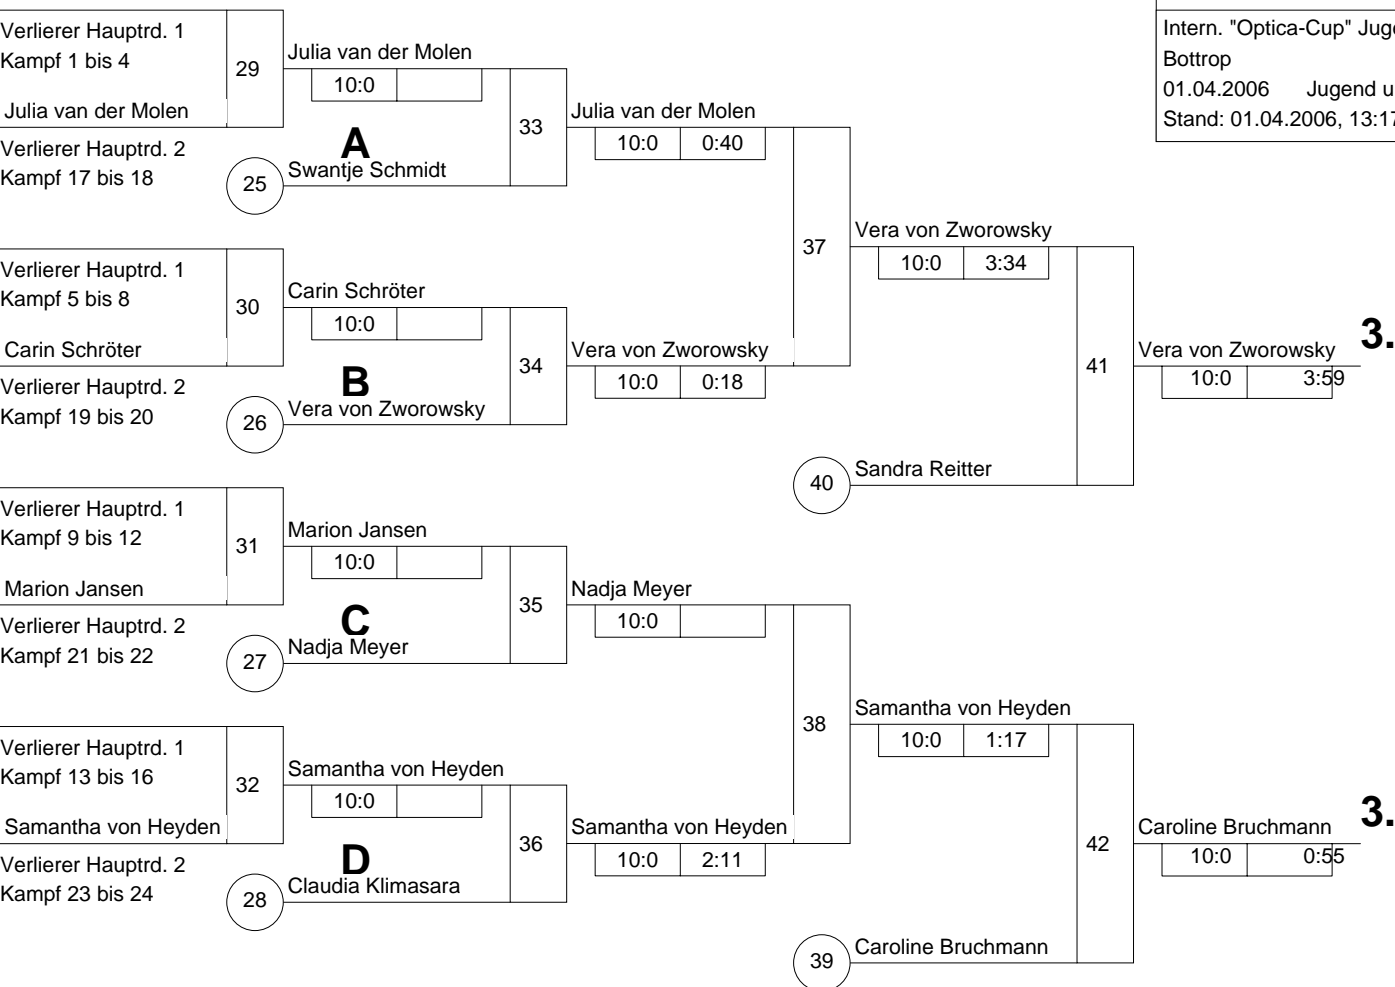 Intern. "Optica-Cup" Jug
Bottrop
01.04.2006 Jugend u
Stand: 01.04.2006, 13:17
Verlierer Hauptrd. 1
Kampf 1 bis 4
29
Julia van der Molen
10:0
Julia van der Molen
33
Julia van der Molen
10:0 0:40
A
Verlierer Hauptrd. 2
Kampf 17 bis 18
25
Swantje Schmidt
37
Vera von Zworowsky
10:0 3:34
Verlierer Hauptrd. 1
Kampf 5 bis 8
30
Carin Schröter
10:0
Carin Schröter
34
Vera von Zworowsky
10:0 0:18
B
Verlierer Hauptrd. 2
Kampf 19 bis 20
26
Vera von Zworowsky
41
Vera von Zworowsky
3.
10:0 3:59
40
Sandra Reitter
Verlierer Hauptrd. 1
Kampf 9 bis 12
31
Marion Jansen
10:0
Marion Jansen
35
Nadja Meyer
10:0
C
Verlierer Hauptrd. 2
Kampf 21 bis 22
27
Nadja Meyer
38
Samantha von Heyden
10:0 1:17
Verlierer Hauptrd. 1
Kampf 13 bis 16
32
Samantha von Heyden
10:0
Samantha von Heyden
36
Samantha von Heyden
10:0 2:11
D
Verlierer Hauptrd. 2
Kampf 23 bis 24
28
Claudia Klimasara
42
Caroline Bruchmann
3.
10:0 0:55
39
Caroline Bruchmann